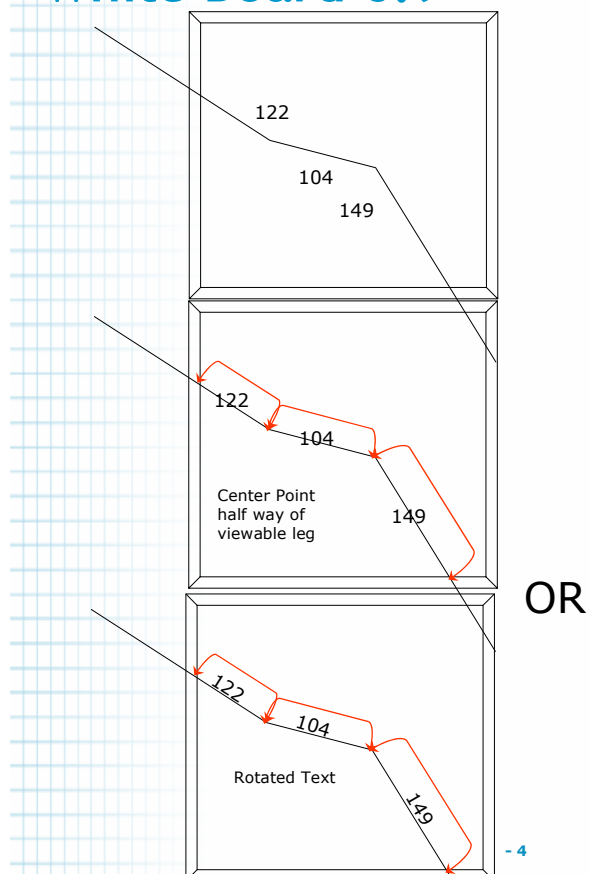 122
104
149
122
104
149
Center Point
half way of
viewable leg
OR
122
104
149
Rotated Text
- 4